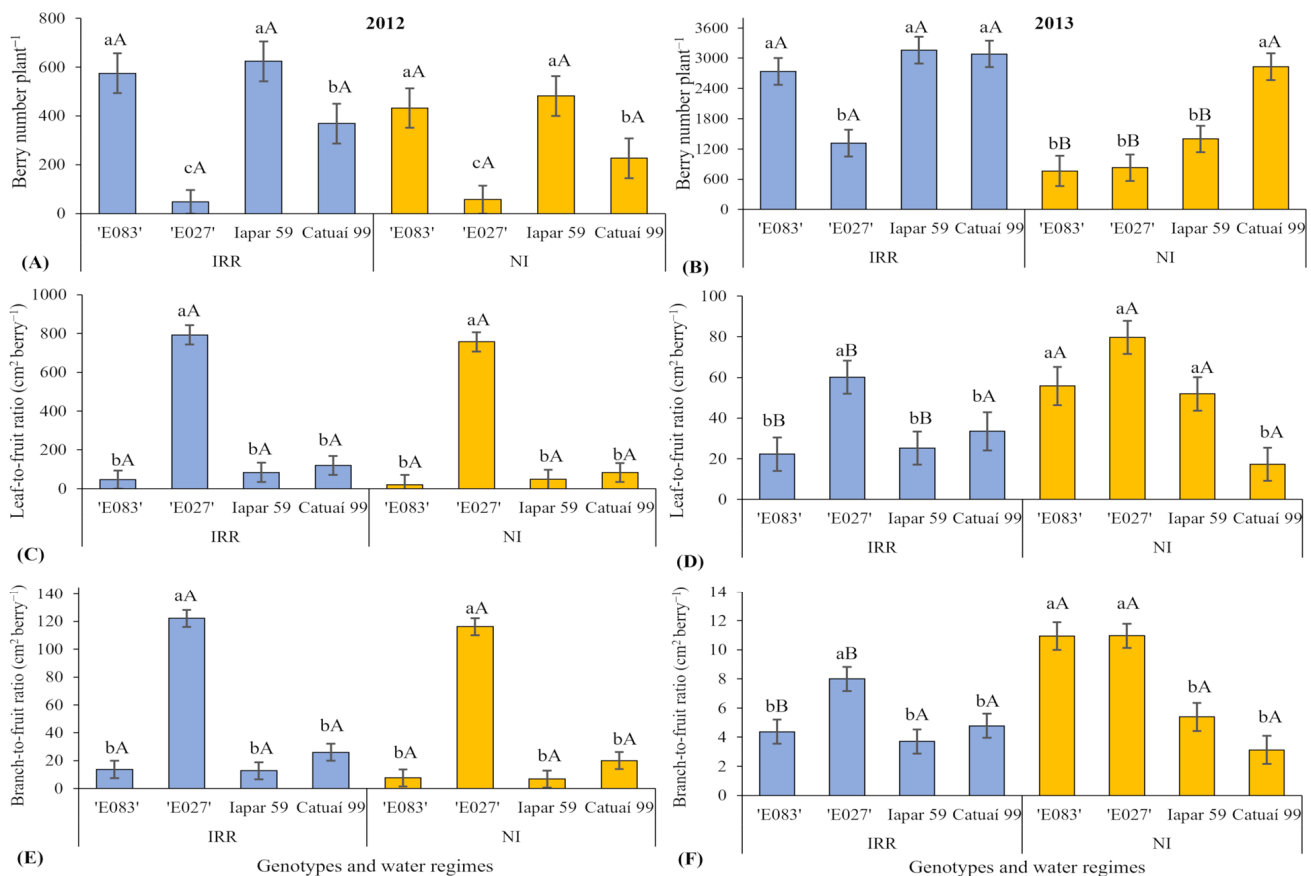 2012
Berry number plant⁻¹
800
600
400
200
0
aA
cA
aA
bA
aA
cA
aA
bA
'E083' 'E027' Iapar 59 Catuaí 99 'E083' 'E027' Iapar 59 Catuaí 99
IRR NI
(A)
2013
Berry number plant⁻¹
3600
3000
2400
1800
1200
600
0
aA
bA
aA
aA
bB
bB
bB
aA
'E083' 'E027' Iapar 59 Catuaí 99 'E083' 'E027' Iapar 59 Catuaí 99
IRR NI
(B)
Leaf-to-fruit ratio (cm² berry⁻¹)
1000
800
600
400
200
0
bA
aA
bA
bA
bA
aA
bA
bA
'E083' 'E027' Iapar 59 Catuaí 99 'E083' 'E027' Iapar 59 Catuaí 99
IRR NI
(C)
Leaf-to-fruit ratio (cm² berry⁻¹)
100
80
60
40
20
0
bB
aB
bB
bA
aA
aA
aA
bA
'E083' 'E027' Iapar 59 Catuaí 99 'E083' 'E027' Iapar 59 Catuaí 99
IRR NI
(D)
Branch-to-fruit ratio (cm² berry⁻¹)
140
120
100
80
60
40
20
0
bA
aA
bA
bA
bA
aA
bA
bA
'E083' 'E027' Iapar 59 Catuaí 99 'E083' 'E027' Iapar 59 Catuaí 99
IRR NI
(E)
Genotypes and water regimes
Branch-to-fruit ratio (cm² berry⁻¹)
14
12
10
8
6
4
2
0
bB
aB
bA
bA
aA
aA
bA
bA
'E083' 'E027' Iapar 59 Catuaí 99 'E083' 'E027' Iapar 59 Catuaí 99
IRR NI
(F)
Genotypes and water regimes